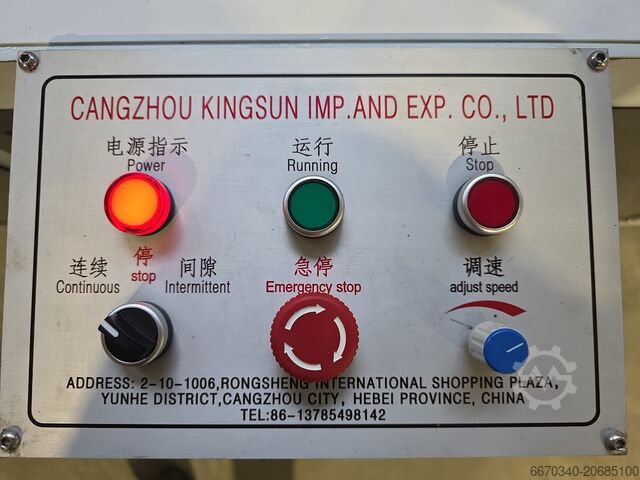 CANGZHOU KINGSUN IMP.AND EXP. CO., LTD
电源指示 运行 停止
Power Running Stop
连续 停 间隙 急停 调速
Continuous stop Intermittent Emergency stop adjust speed
ADDRESS: 2-10-1006,RONGSHENG INTERNATIONAL SHOPPING PLAZA,
YUNHE DISTRICT,CANGZHOU CITY, HEBEI PROVINCE, CHINA
TEL:86-13785498142
6670340-20685100